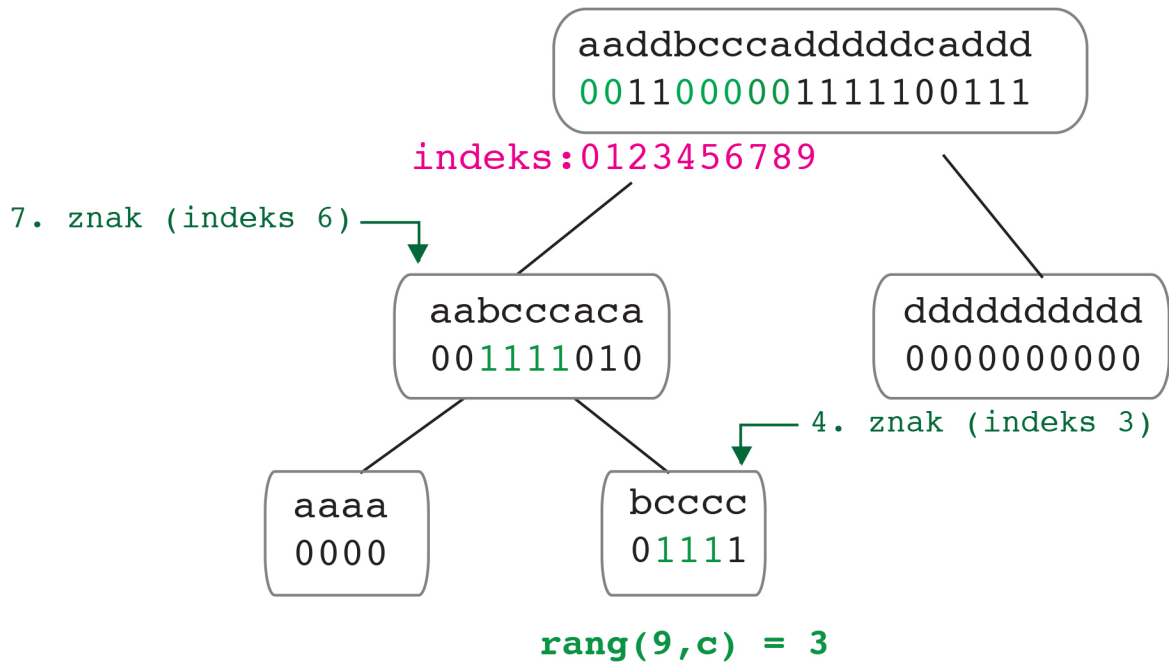 aaddbcccadddddcaddd
0011000001111100111
indeks:0123456789
7. znak (indeks 6)
aabcccaca
001111010
dddddddddd
0000000000
4. znak (indeks 3)
aaaa
0000
bcccc
01111
rang(9,c) = 3